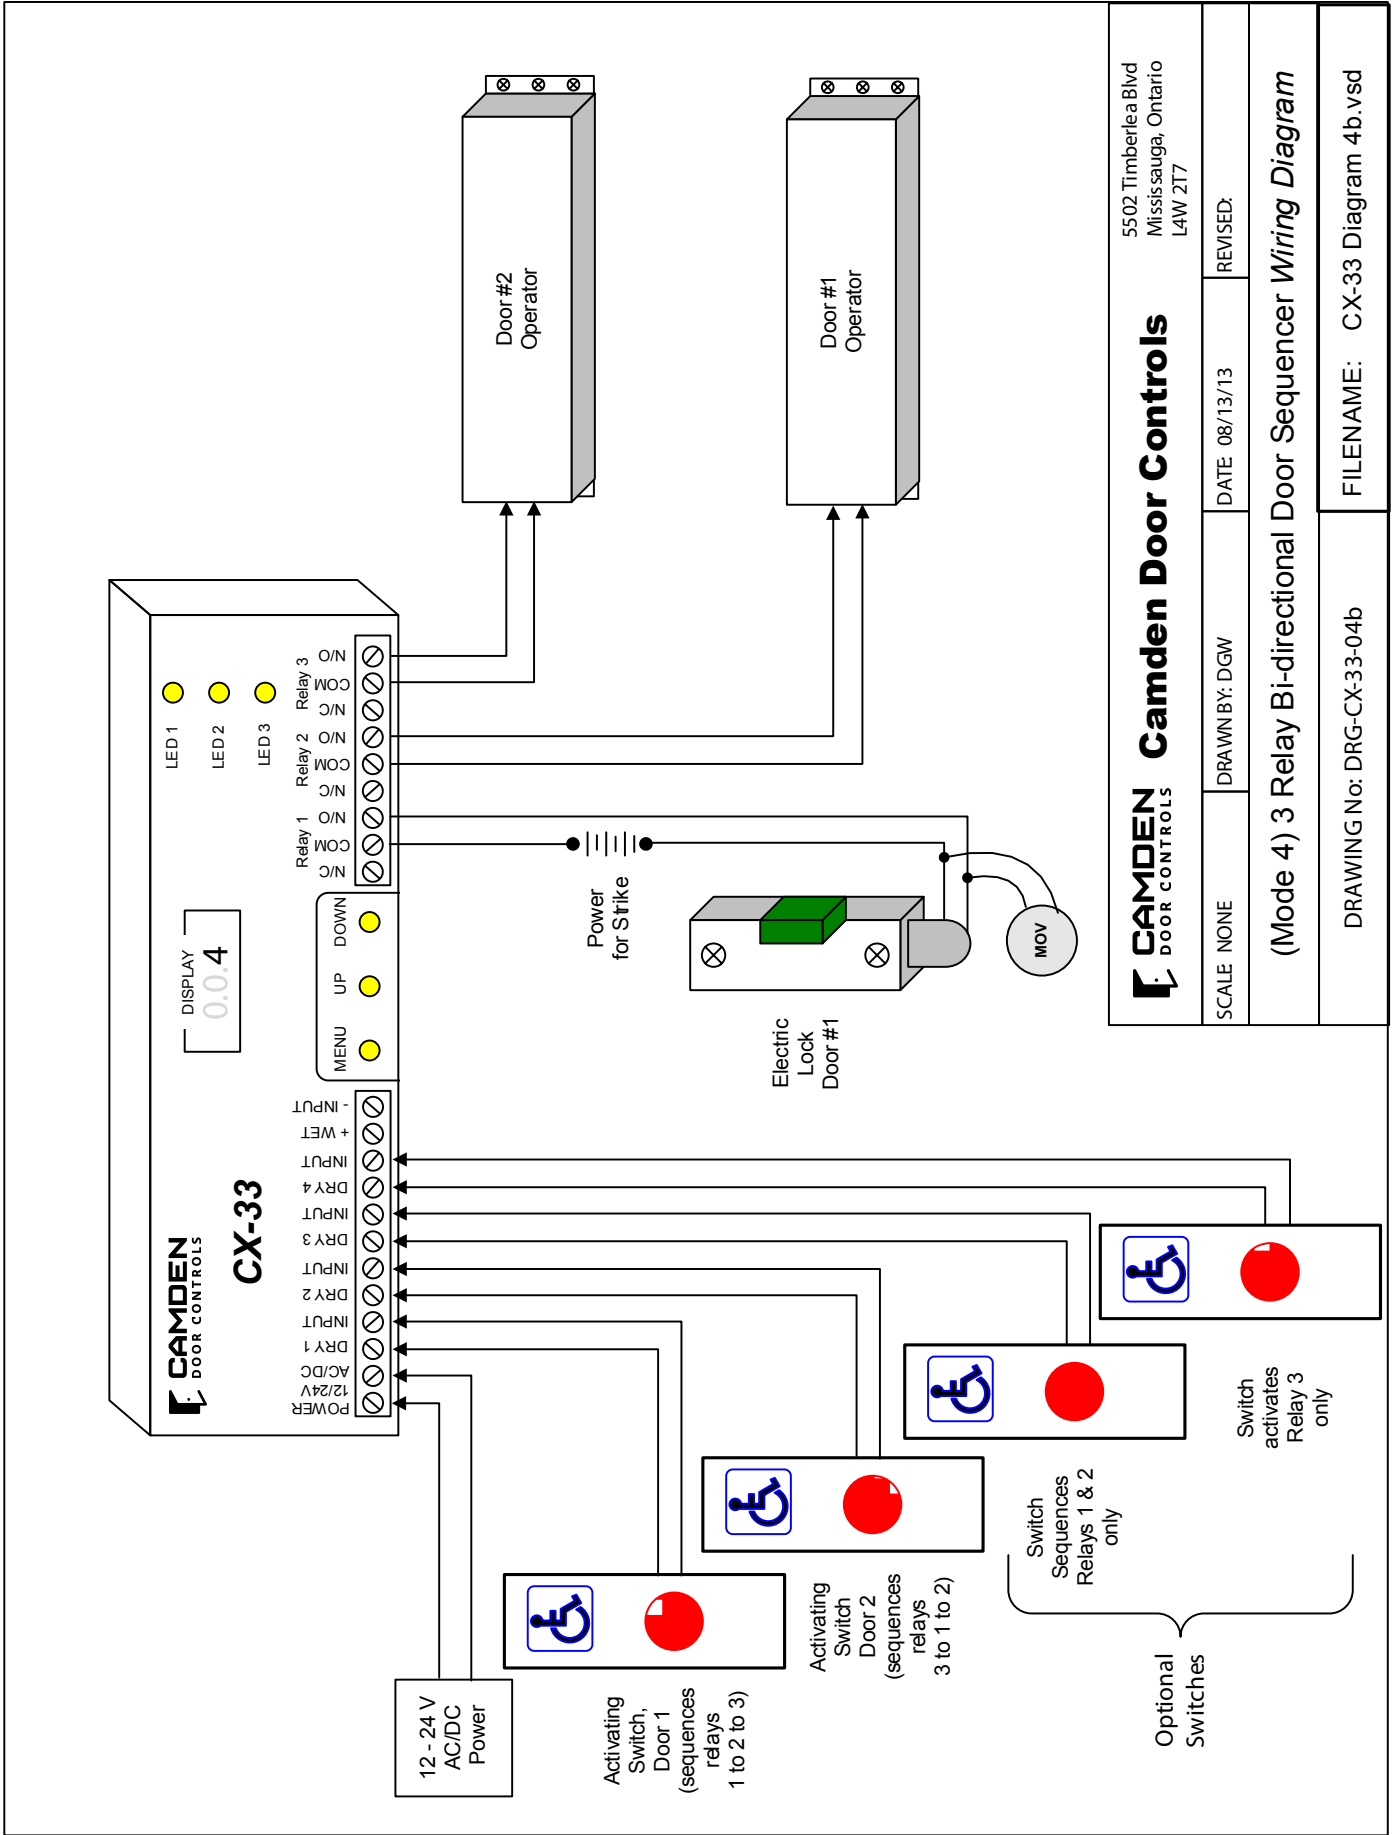 CAMDEN
DOOR CONTROLS
CX-33
DISPLAY
0.0.4
LED 1
LED 2
LED 3
MENU
UP
DOWN
POWER
12/24V
AC/DC
DRY 1
INPUT
DRY 2
INPUT
DRY 3
INPUT
DRY 4
INPUT
+ WET
- INPUT
Relay 1
Relay 2
Relay 3
N/C
COM
N/O
N/C
COM
N/O
N/C
COM
N/O
12 - 24 V
AC/DC
Power
Activating
Switch,
Door 1
(sequences
relays
1 to 2 to 3)
Activating
Switch
Door 2
(sequences
relays
3 to 1 to 2)
Switch
Sequences
Relays 1 & 2
only
Switch
activates
Relay 3
only
Optional
Switches
Power
for Strike
Electric
Lock
Door #1
MOV
Door #2
Operator
Door #1
Operator
CAMDEN
DOOR CONTROLS
Camden Door Controls
5502 Timberlea Blvd
Mississauga, Ontario
L4W 2T7
SCALE: NONE
DRAWN BY: DGW
DATE: 08/13/13
REVISED:
(Mode 4) 3 Relay Bi-directional Door Sequencer Wiring Diagram
DRAWING No: DRG-CX-33-04b
FILENAME: CX-33 Diagram 4b.vsd